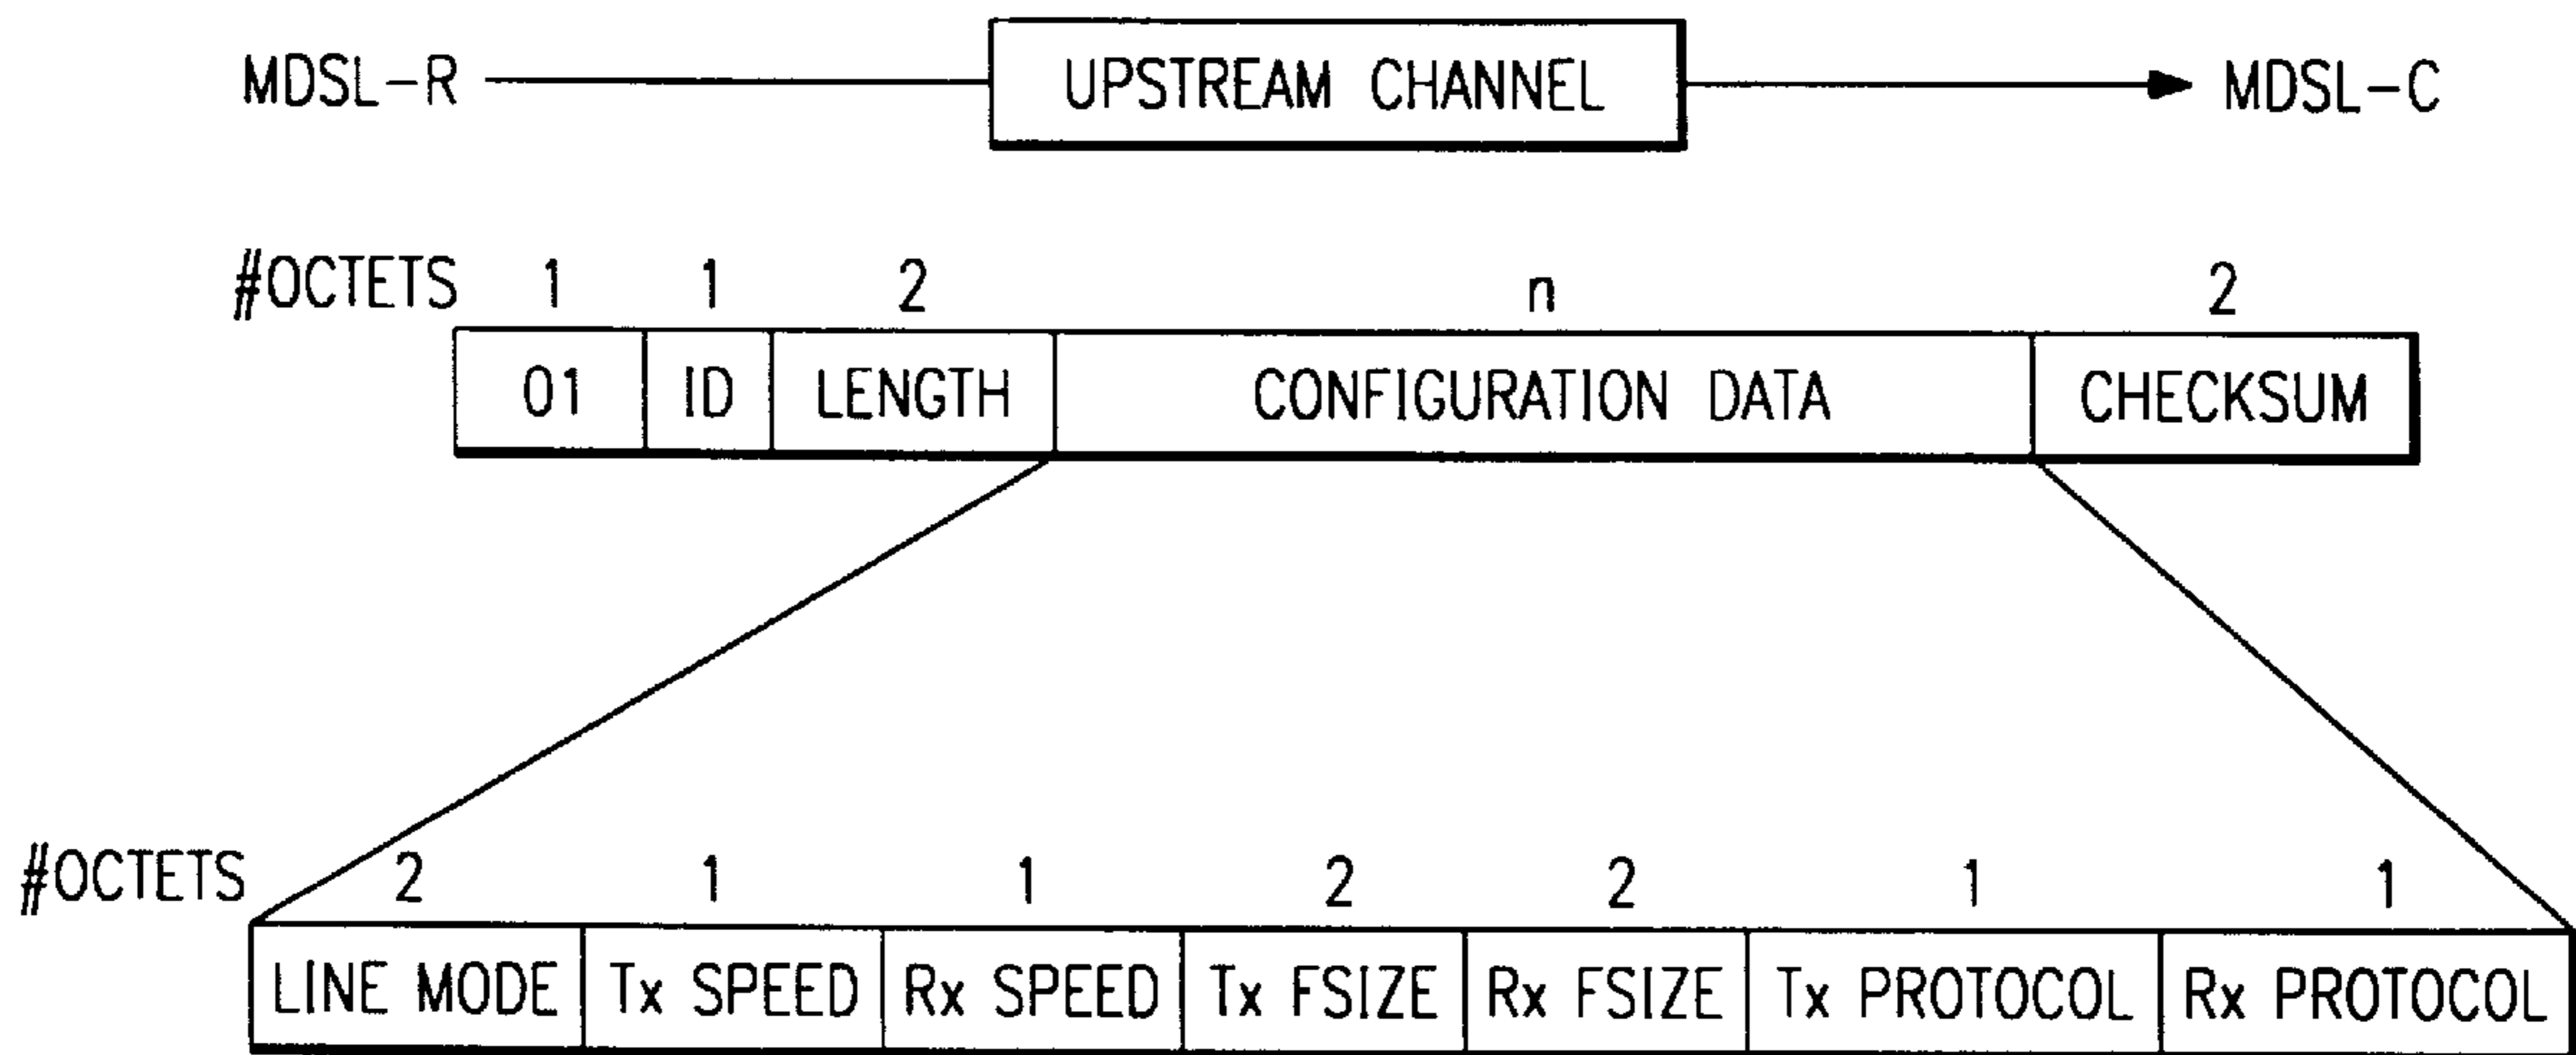 MDSL-R UPSTREAM CHANNEL MDSL-C
#OCTETS 1 1 2 n 2
01 ID LENGTH CONFIGURATION DATA CHECKSUM
#OCTETS 2 1 1 2 2 1 1
LINE MODE Tx SPEED Rx SPEED Tx FSIZE Rx FSIZE Tx PROTOCOL Rx PROTOCOL